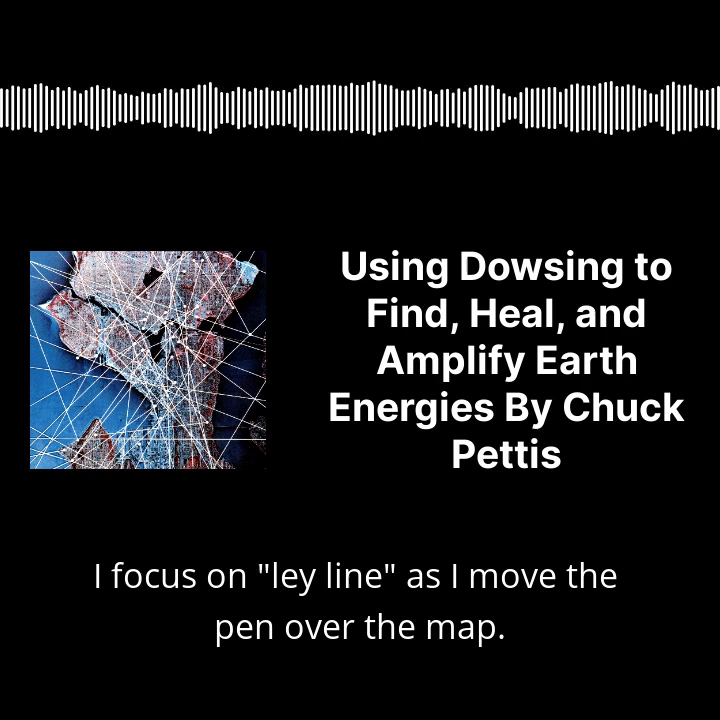 Using Dowsing to
Find, Heal, and
Amplify Earth
Energies By Chuck
Pettis
I focus on "ley line" as I move the
pen over the map.